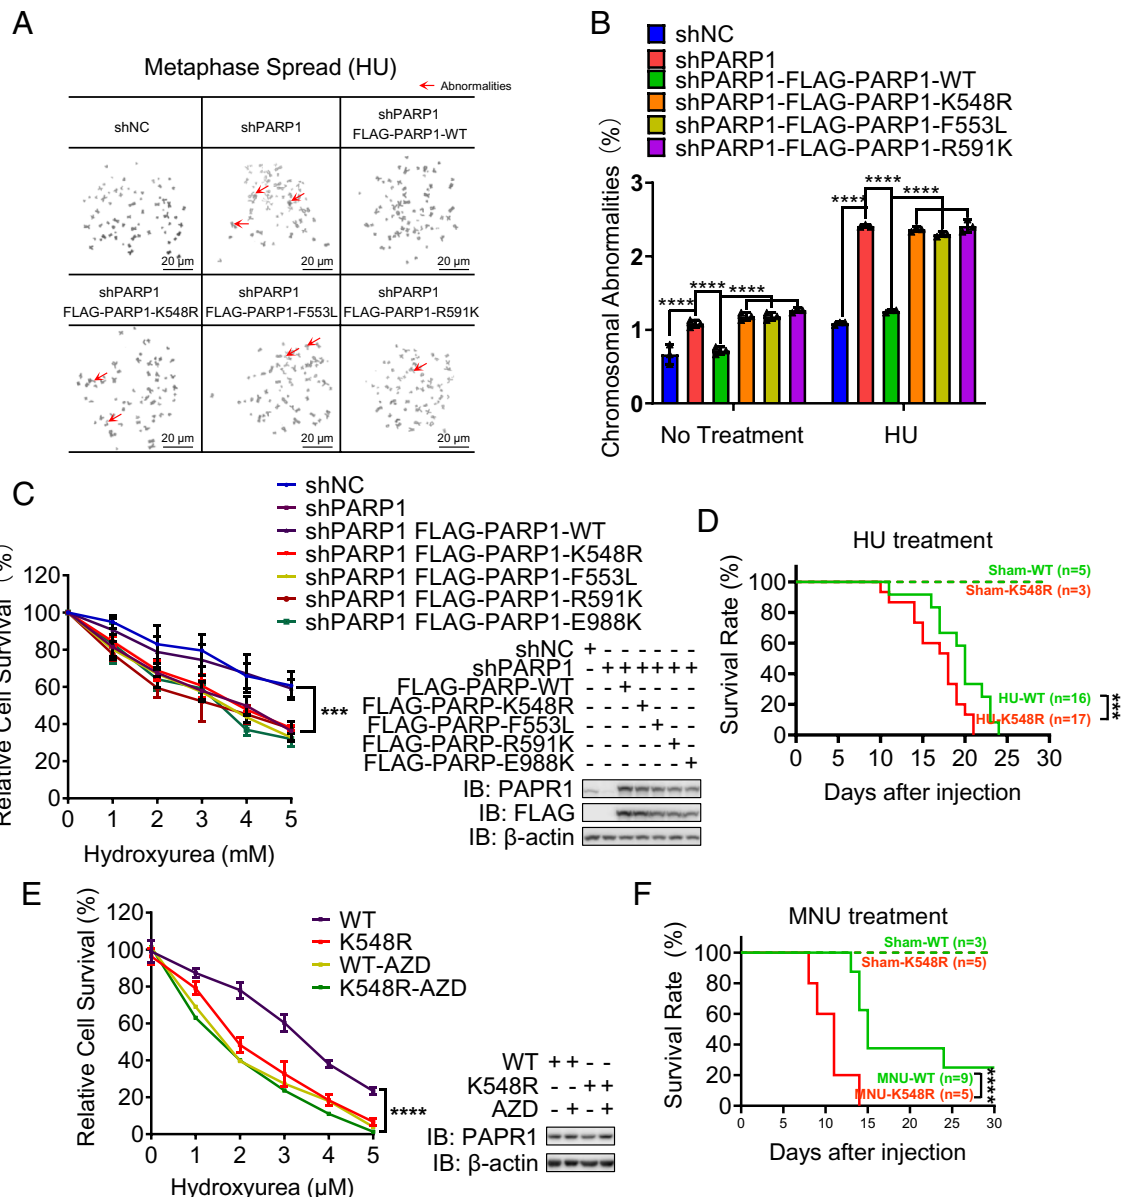 A
Metaphase Spread (HU)
Abnormalities
shNC
shPARP1
shPARP1
FLAG-PARP1-WT
20 μm
20 μm
20 μm
shPARP1
FLAG-PARP1-K548R
shPARP1
FLAG-PARP1-F553L
shPARP1
FLAG-PARP1-R591K
20 μm
20 μm
20 μm
B
shNC
shPARP1
shPARP1-FLAG-PARP1-WT
shPARP1-FLAG-PARP1-K548R
shPARP1-FLAG-PARP1-F553L
shPARP1-FLAG-PARP1-R591K
Chromosomal Abnormalities (%)
3
2
1
0
**** **** ****
**** **** ****
No Treatment
HU
C
shNC
shPARP1
shPARP1 FLAG-PARP1-WT
shPARP1 FLAG-PARP1-K548R
shPARP1 FLAG-PARP1-F553L
shPARP1 FLAG-PARP1-R591K
shPARP1 FLAG-PARP1-E988K
Relative Cell Survival (%)
120
100
80
60
40
20
0
0 1 2 3 4 5
Hydroxyurea (mM)
***
shNC + - - - - - -
shPARP1 - + + + + + +
FLAG-PARP-WT - - + - - - -
FLAG-PARP-K548R - - - + - - -
FLAG-PARP-F553L - - - - + - -
FLAG-PARP-R591K - - - - - + -
FLAG-PARP-E988K - - - - - - +
IB: PAPR1
IB: FLAG
IB: β-actin
D
HU treatment
Survival Rate (%)
100
80
60
40
20
0
0 5 10 15 20 25 30
Days after injection
Sham-WT (n=5)
Sham-K548R (n=3)
HU-WT (n=16)
HU-K548R (n=17)
***
E
Relative Cell Survival (%)
120
100
80
60
40
20
0
0 1 2 3 4 5
Hydroxyurea (μM)
WT
K548R
WT-AZD
K548R-AZD
****
WT + + - -
K548R - - + +
AZD - + - +
IB: PAPR1
IB: β-actin
F
MNU treatment
Survival Rate (%)
100
80
60
40
20
0
0 5 10 15 20 25 30
Days after injection
Sham-WT (n=3)
Sham-K548R (n=5)
MNU-WT (n=9)
MNU-K548R (n=5)
****